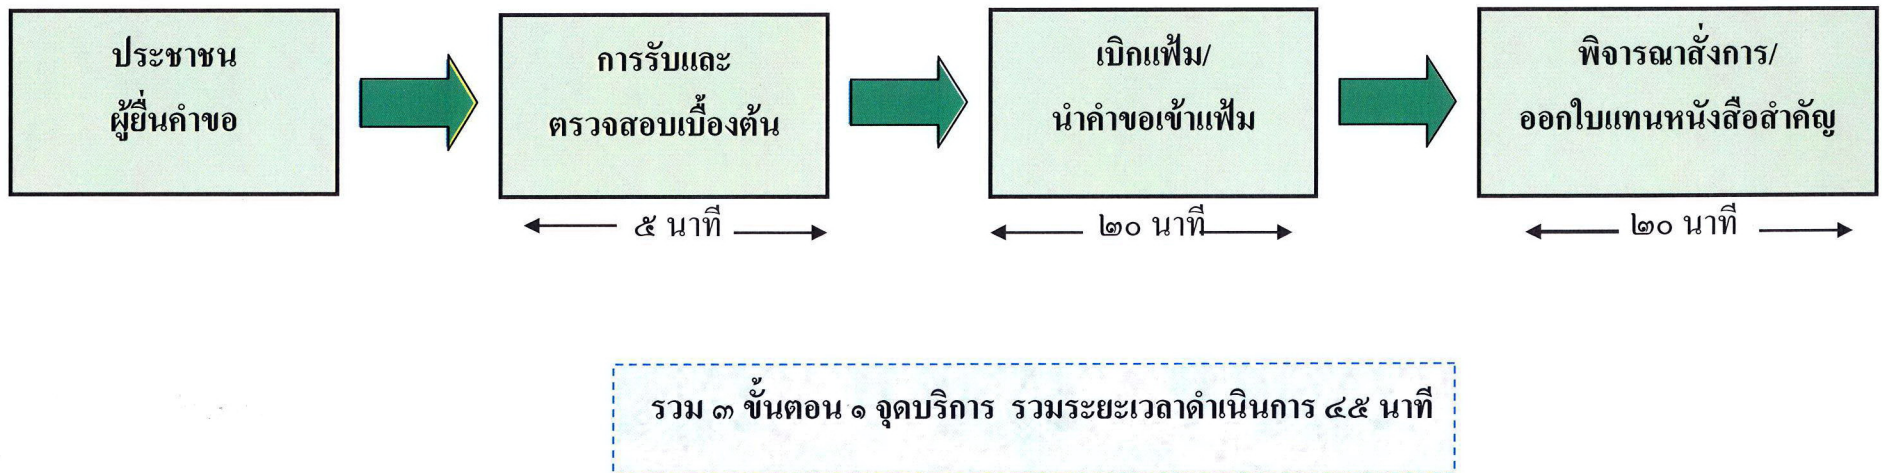 ประชาชน
ผู้ยื่นคำขอ
การรับและ
ตรวจสอบเบื้องต้น
เบิกแฟ้ม/
นำคำขอเข้าแฟ้ม
พิจารณาสั่งการ/
ออกใบแทนหนังสือสำคัญ
๕ นาที
๒๐ นาที
๒๐ นาที
รวม ๓ ขั้นตอน ๑ จุดบริการ รวมระยะเวลาดำเนินการ ๔๕ นาที